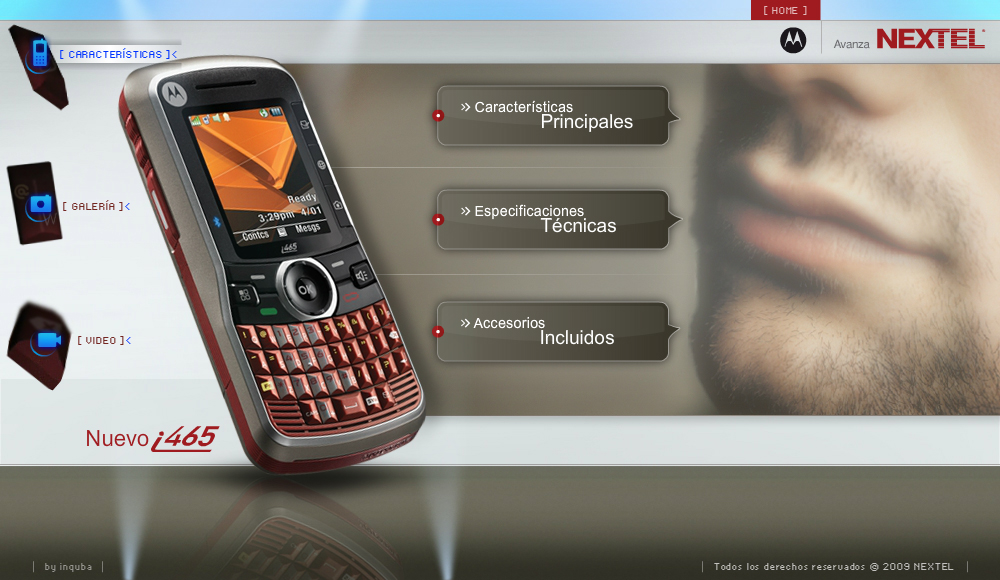 [ HOME ]
Avanza NEXTEL
[ CARACTERÍSTICAS ]<
>> Características
Principales
[ GALERÍA ]<
>> Especificaciones
Técnicas
Ready
3:29pm 4/01
Contcs Mesgs
i465
OK
[ VIDEO ]<
>> Accesorios
Incluidos
Nuevo i465
| by inquba |
| Todos los derechos reservados @ 2009 NEXTEL |